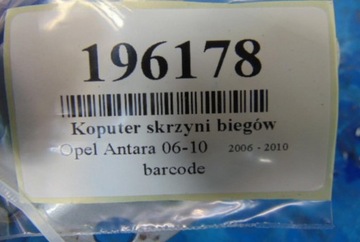 196178
Koputer skrzyni biegów
Opel Antara 06-10 2006 - 2010
barcode